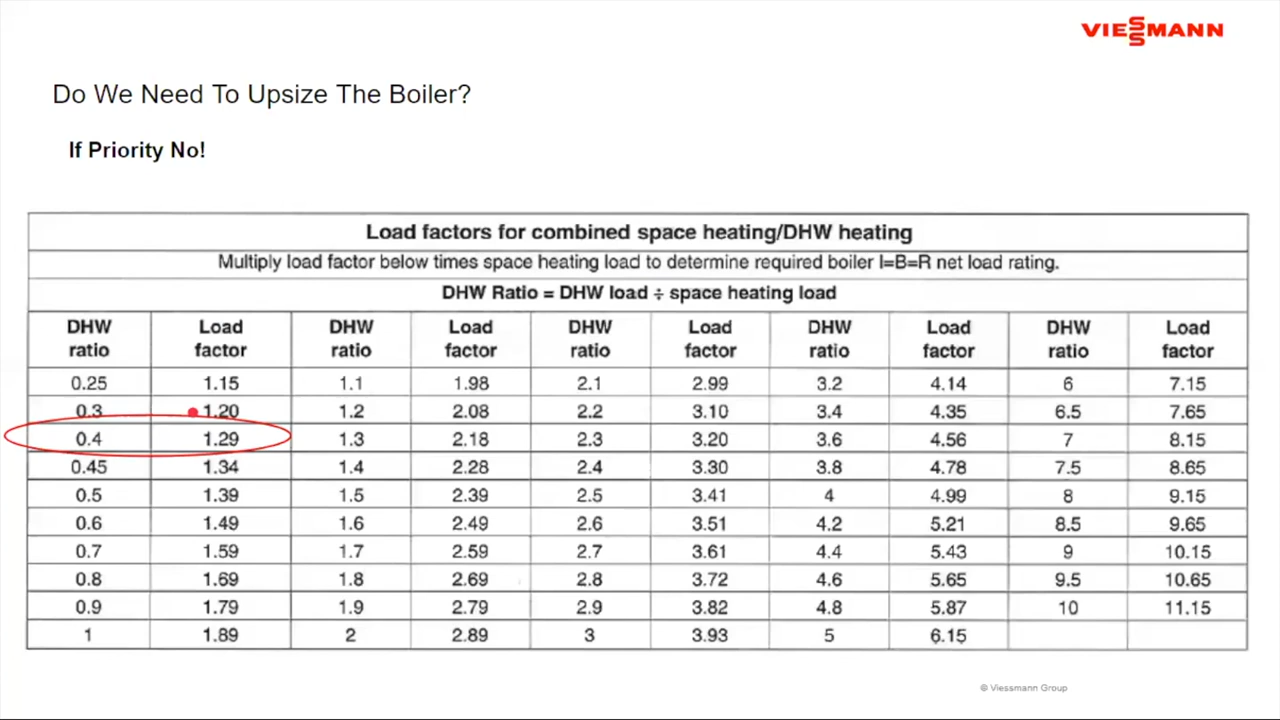 VIESSMANN
Do We Need To Upsize The Boiler?
If Priority No!
Load factors for combined space heating/DHW heating
Multiply load factor below times space heating load to determine required boiler I=B=R net load rating.
DHW Ratio = DHW load ÷ space heating load
DHW ratio Load factor DHW ratio Load factor DHW ratio Load factor DHW ratio Load factor DHW ratio Load factor
0.25 1.15 1.1 1.98 2.1 2.99 3.2 4.14 6 7.15
0.3 1.20 1.2 2.08 2.2 3.10 3.4 4.35 6.5 7.65
0.4 1.29 1.3 2.18 2.3 3.20 3.6 4.56 7 8.15
0.45 1.34 1.4 2.28 2.4 3.30 3.8 4.78 7.5 8.65
0.5 1.39 1.5 2.39 2.5 3.41 4 4.99 8 9.15
0.6 1.49 1.6 2.49 2.6 3.51 4.2 5.21 8.5 9.65
0.7 1.59 1.7 2.59 2.7 3.61 4.4 5.43 9 10.15
0.8 1.69 1.8 2.69 2.8 3.72 4.6 5.65 9.5 10.65
0.9 1.79 1.9 2.79 2.9 3.82 4.8 5.87 10 11.15
1 1.89 2 2.89 3 3.93 5 6.15
© Viessmann Group